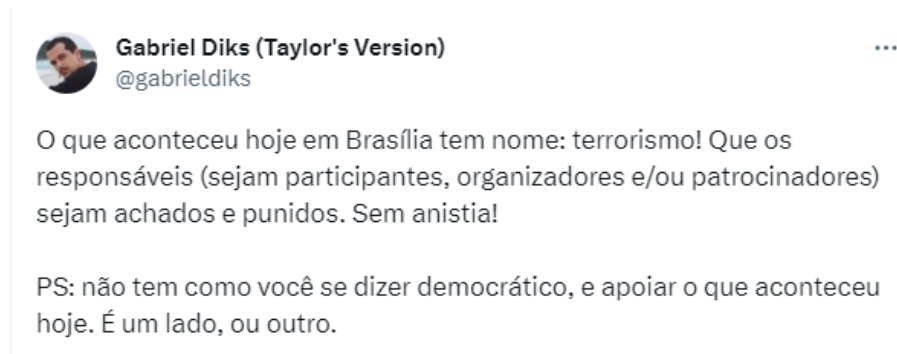 Gabriel Diks (Taylor's Version)
@gabrieldiks
O que aconteceu hoje em Brasília tem nome: terrorismo! Que os
responsáveis (sejam participantes, organizadores e/ou patrocinadores)
sejam achados e punidos. Sem anistia!
PS: não tem como você se dizer democrático, e apoiar o que aconteceu
hoje. É um lado, ou outro.